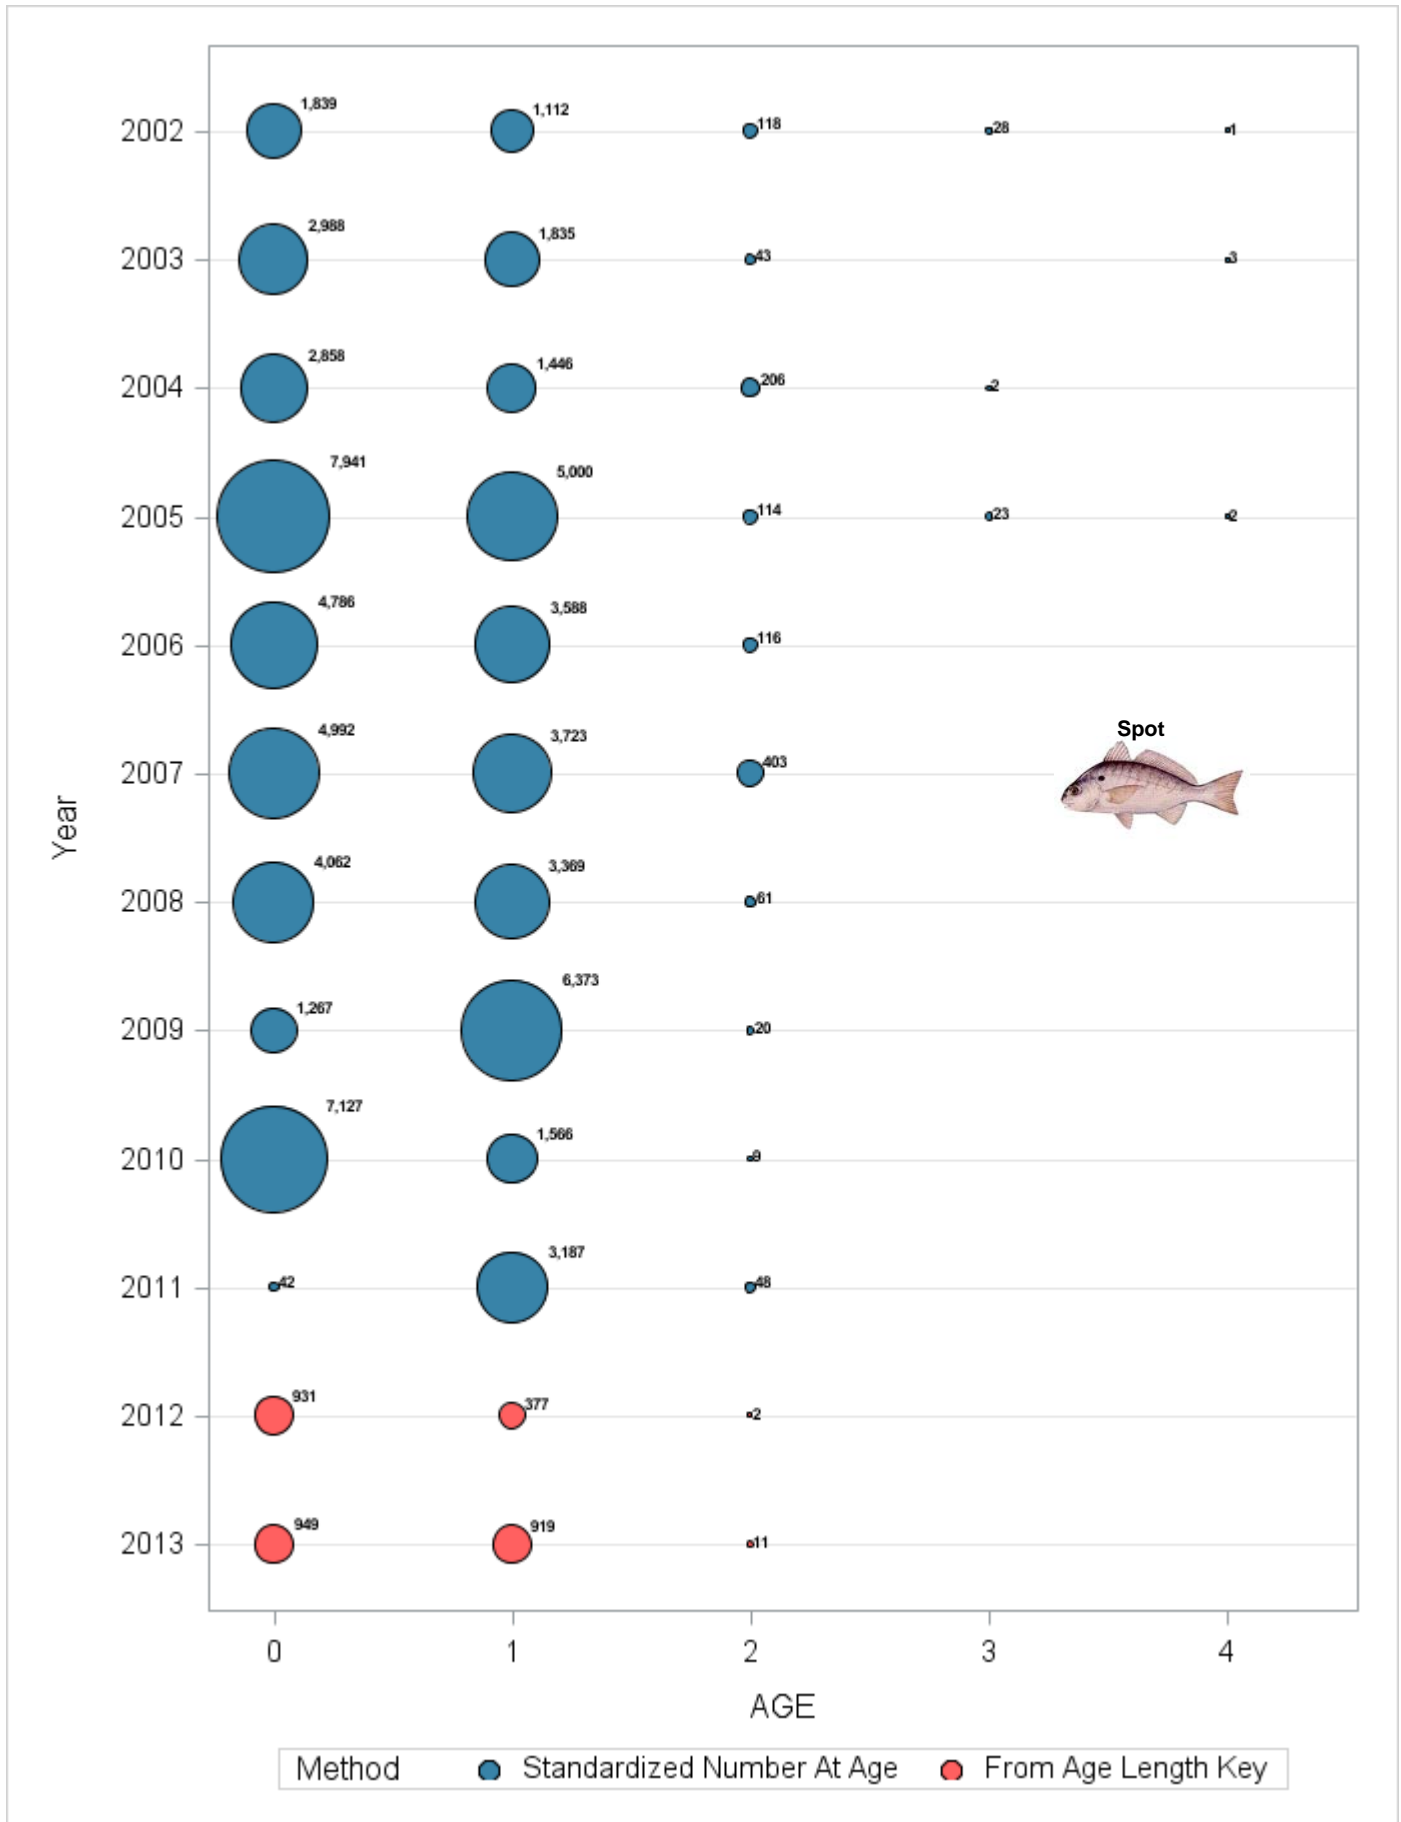 2002 1,839 1,112 118 28 1
2003 2,988 1,835 43 3
2004 2,858 1,446 206 2
2005 7,941 5,000 114 23 2
2006 4,786 3,588 116
Spot
2007 4,992 3,723 403
Year
2008 4,062 3,369 61
2009 1,267 6,373 20
2010 7,127 1,566 9
2011 42 3,187 48
2012 931 377 2
2013 949 919 11
0 1 2 3 4
AGE
Method Standardized Number At Age From Age Length Key